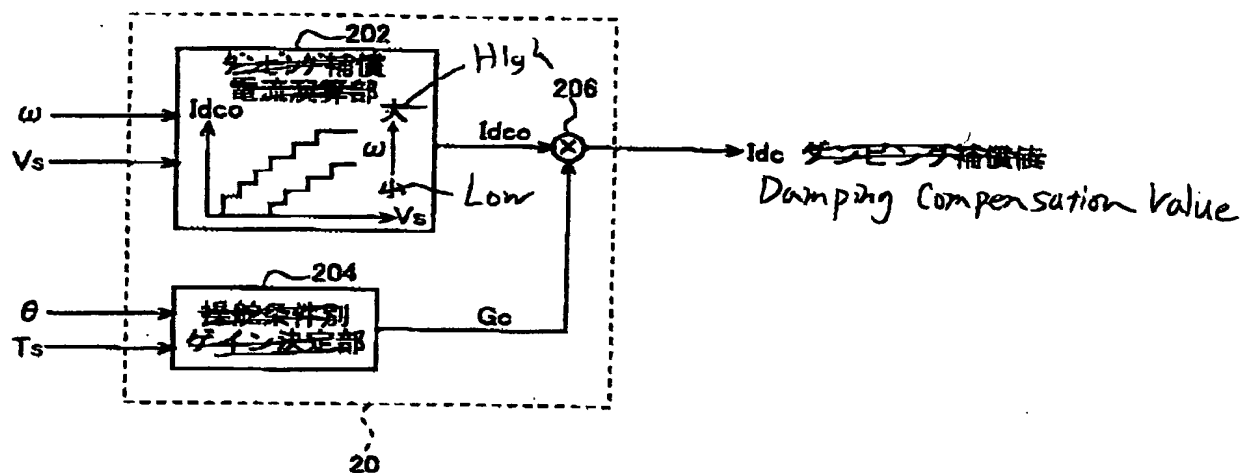 202
ダンピング補償
電流演算部
High
ω
Vs
Idco
大
ω
小
Low
Vs
Idco
206
×
Idc ダンピング補償値
Damping Compensation Value
204
θ
Ts
操舵条件別
ゲイン決定部
Gc
20